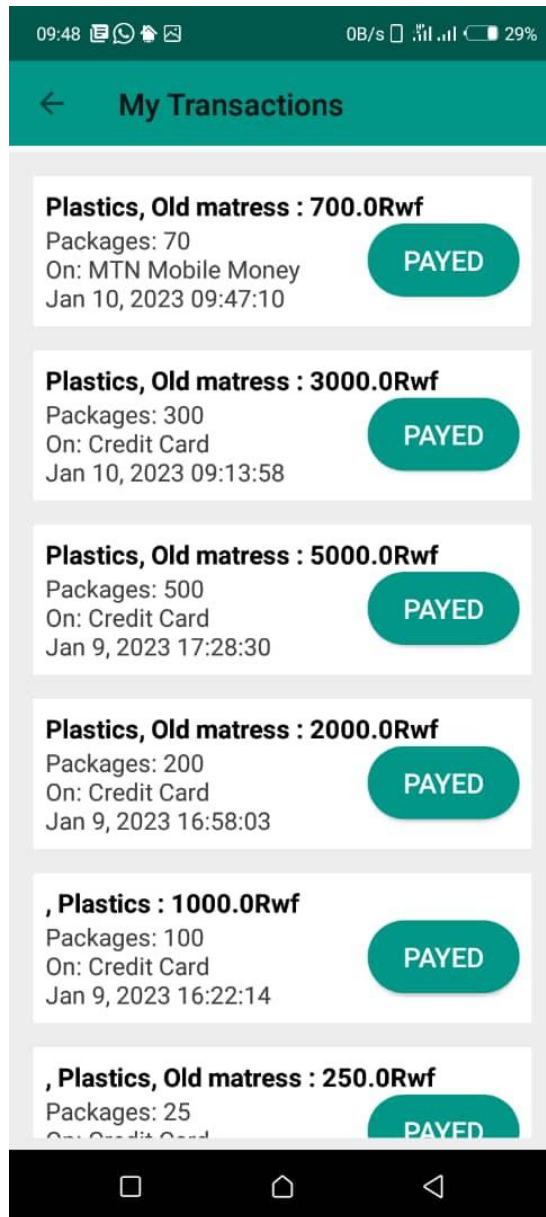 09:48 0B/s 29%
My Transactions
Plastics, Old matress : 700.0Rwf
Packages: 70
On: MTN Mobile Money
Jan 10, 2023 09:47:10
PAYED
Plastics, Old matress : 3000.0Rwf
Packages: 300
On: Credit Card
Jan 10, 2023 09:13:58
PAYED
Plastics, Old matress : 5000.0Rwf
Packages: 500
On: Credit Card
Jan 9, 2023 17:28:30
PAYED
Plastics, Old matress : 2000.0Rwf
Packages: 200
On: Credit Card
Jan 9, 2023 16:58:03
PAYED
, Plastics : 1000.0Rwf
Packages: 100
On: Credit Card
Jan 9, 2023 16:22:14
PAYED
, Plastics, Old matress : 250.0Rwf
Packages: 25
On: Credit Card
PAYED